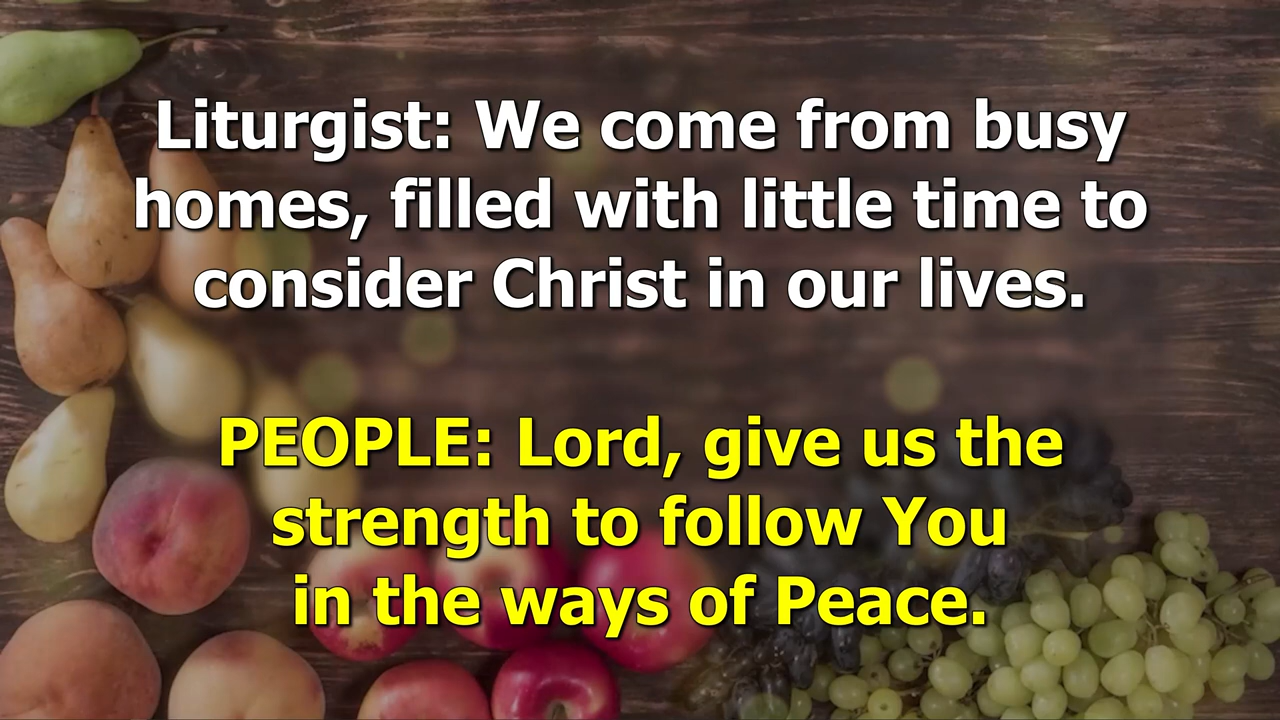 Liturgist: We come from busy
homes, filled with little time to
consider Christ in our lives.
PEOPLE: Lord, give us the
strength to follow You
in the ways of Peace.